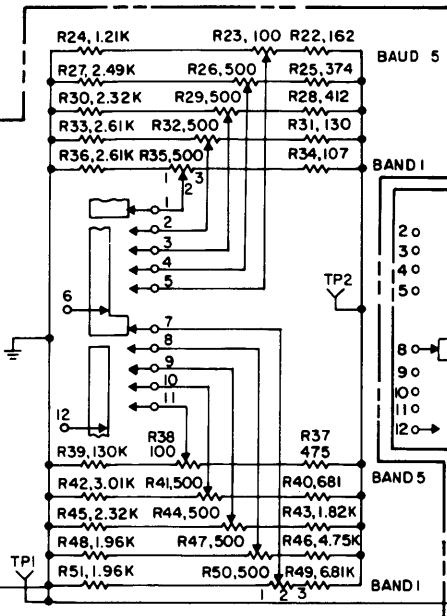 R24, 1.21K R23, 100 R22, 162
BAUD 5
R27, 2.49K R26, 500 R25, 374
R30, 2.32K R29, 500 R28, 412
R33, 2.61K R32, 500 R31, 130
R36, 2.61K R35, 500 R34, 107
BAND 1
1 2 3
1
2
3
4
5
6
TP2
7
8
9
10
11
12
2
3
4
5
8
9
10
11
12
R38
100
R37
475
R39, 130K
BAND 5
R42, 3.01K R41, 500 R40, 681
R45, 2.32K R44, 500 R43, 1.82K
R48, 1.96K R47, 500 R46, 4.75K
TP1
R51, 1.96K R50, 500 R49, 6.81K
1 2 3
BAND 1